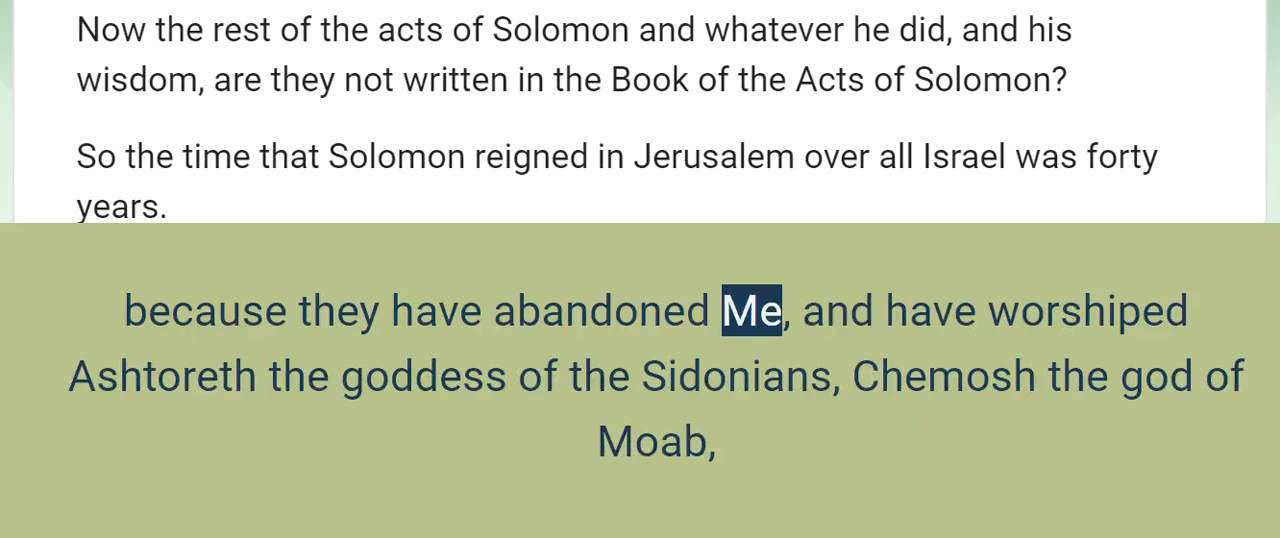 Now the rest of the acts of Solomon and whatever he did, and his
wisdom, are they not written in the Book of the Acts of Solomon?
So the time that Solomon reigned in Jerusalem over all Israel was forty
years.
because they have abandoned Me, and have worshiped
Ashtoreth the goddess of the Sidonians, Chemosh the god of
Moab,